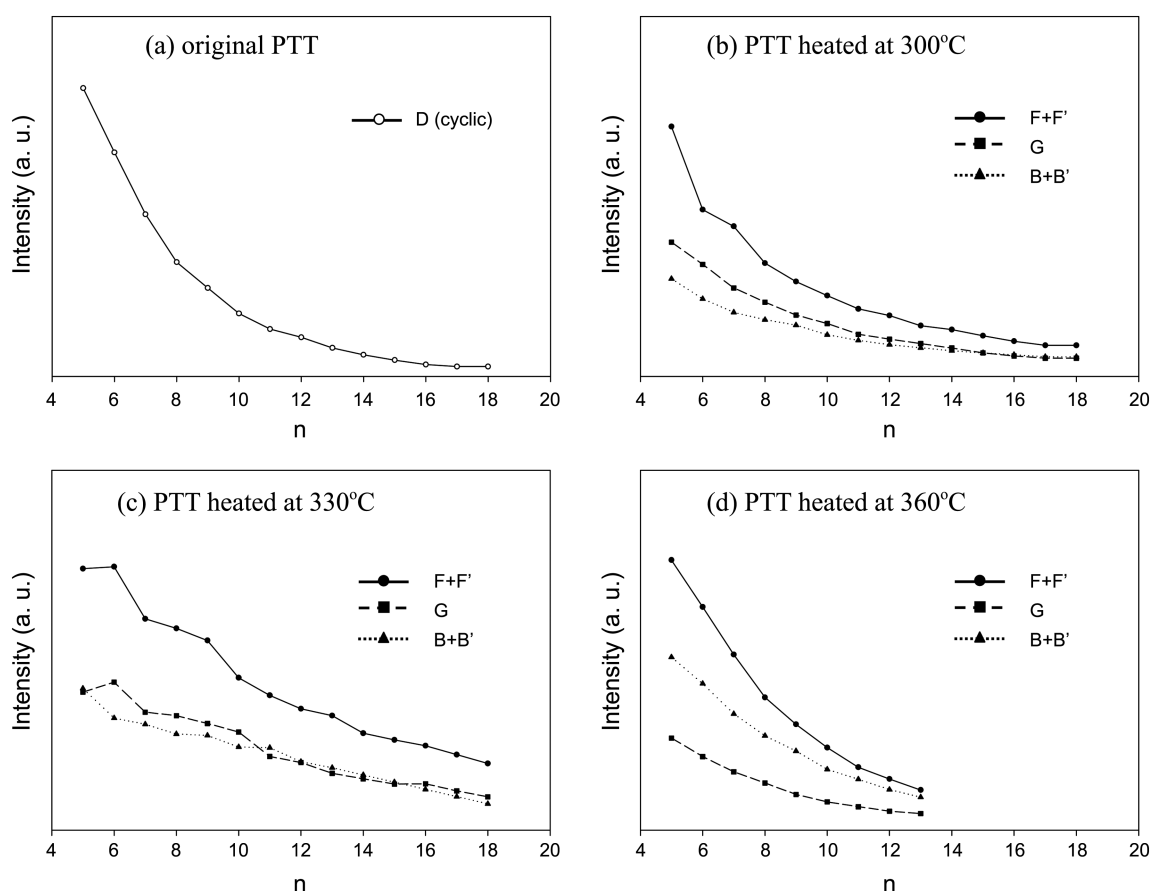 (a) original PTT
D (cyclic)
Intensity (a. u.)
4 6 8 10 12 14 16 18 20
n
(b) PTT heated at 300°C
F+F'
G
B+B'
Intensity (a. u.)
4 6 8 10 12 14 16 18 20
n
(c) PTT heated at 330°C
F+F'
G
B+B'
Intensity (a. u.)
4 6 8 10 12 14 16 18 20
n
(d) PTT heated at 360°C
F+F'
G
B+B'
Intensity (a. u.)
4 6 8 10 12 14 16 18 20
n